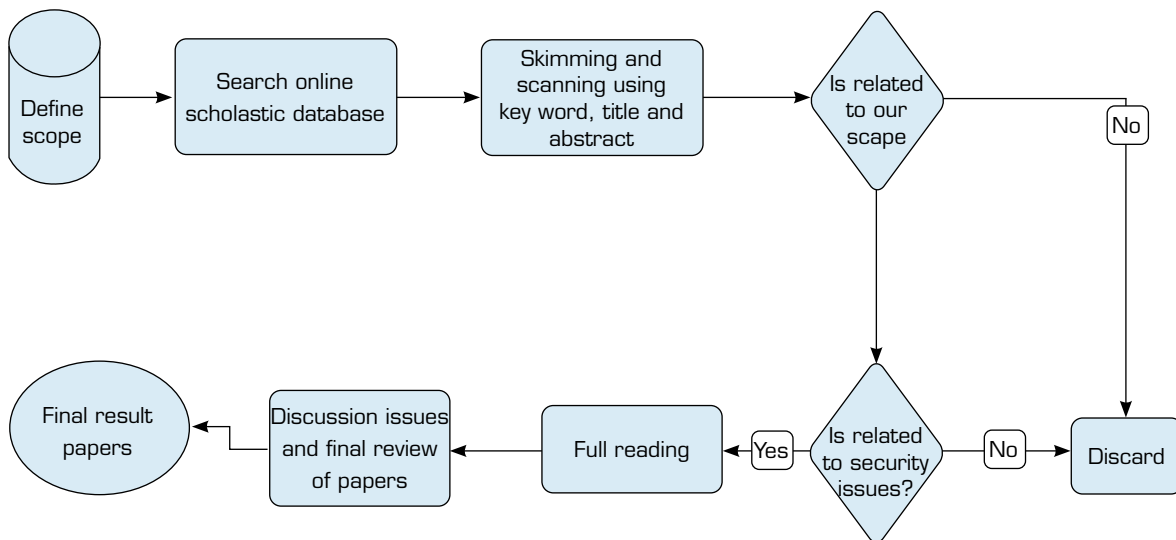 Define
scope
Search online
scholastic database
Skimming and
scanning using
key word, title and
abstract
Is related
to our
scape
No
Is related
to security
issues?
No
Discard
Yes
Full reading
Discussion issues
and final review
of papers
Final result
papers